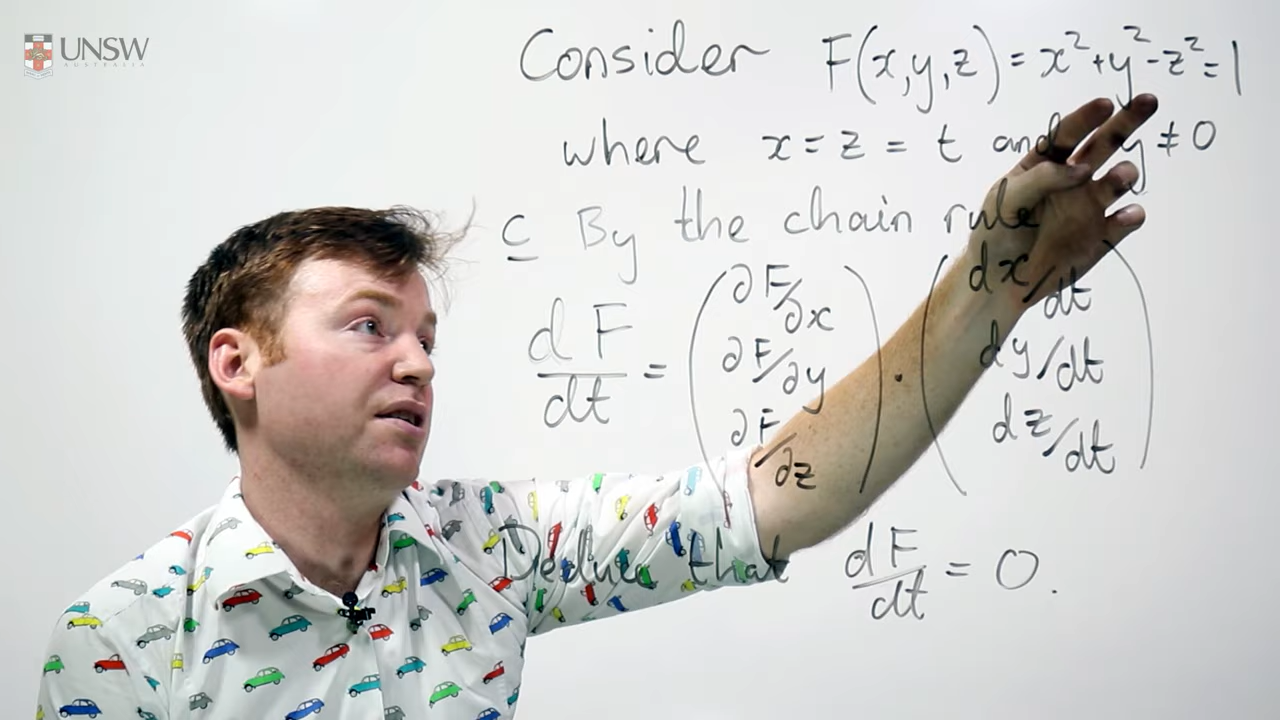 UNSW
AUSTRALIA
Consider F(x,y,z) = x²+y²-z²=1
where x = z = t and y ≠ 0
c By the chain rule
dF/dt = (∂F/∂x ∂F/∂y ∂F/∂z) · (dx/dt dy/dt dz/dt)
Deduce that dF/dt = 0.